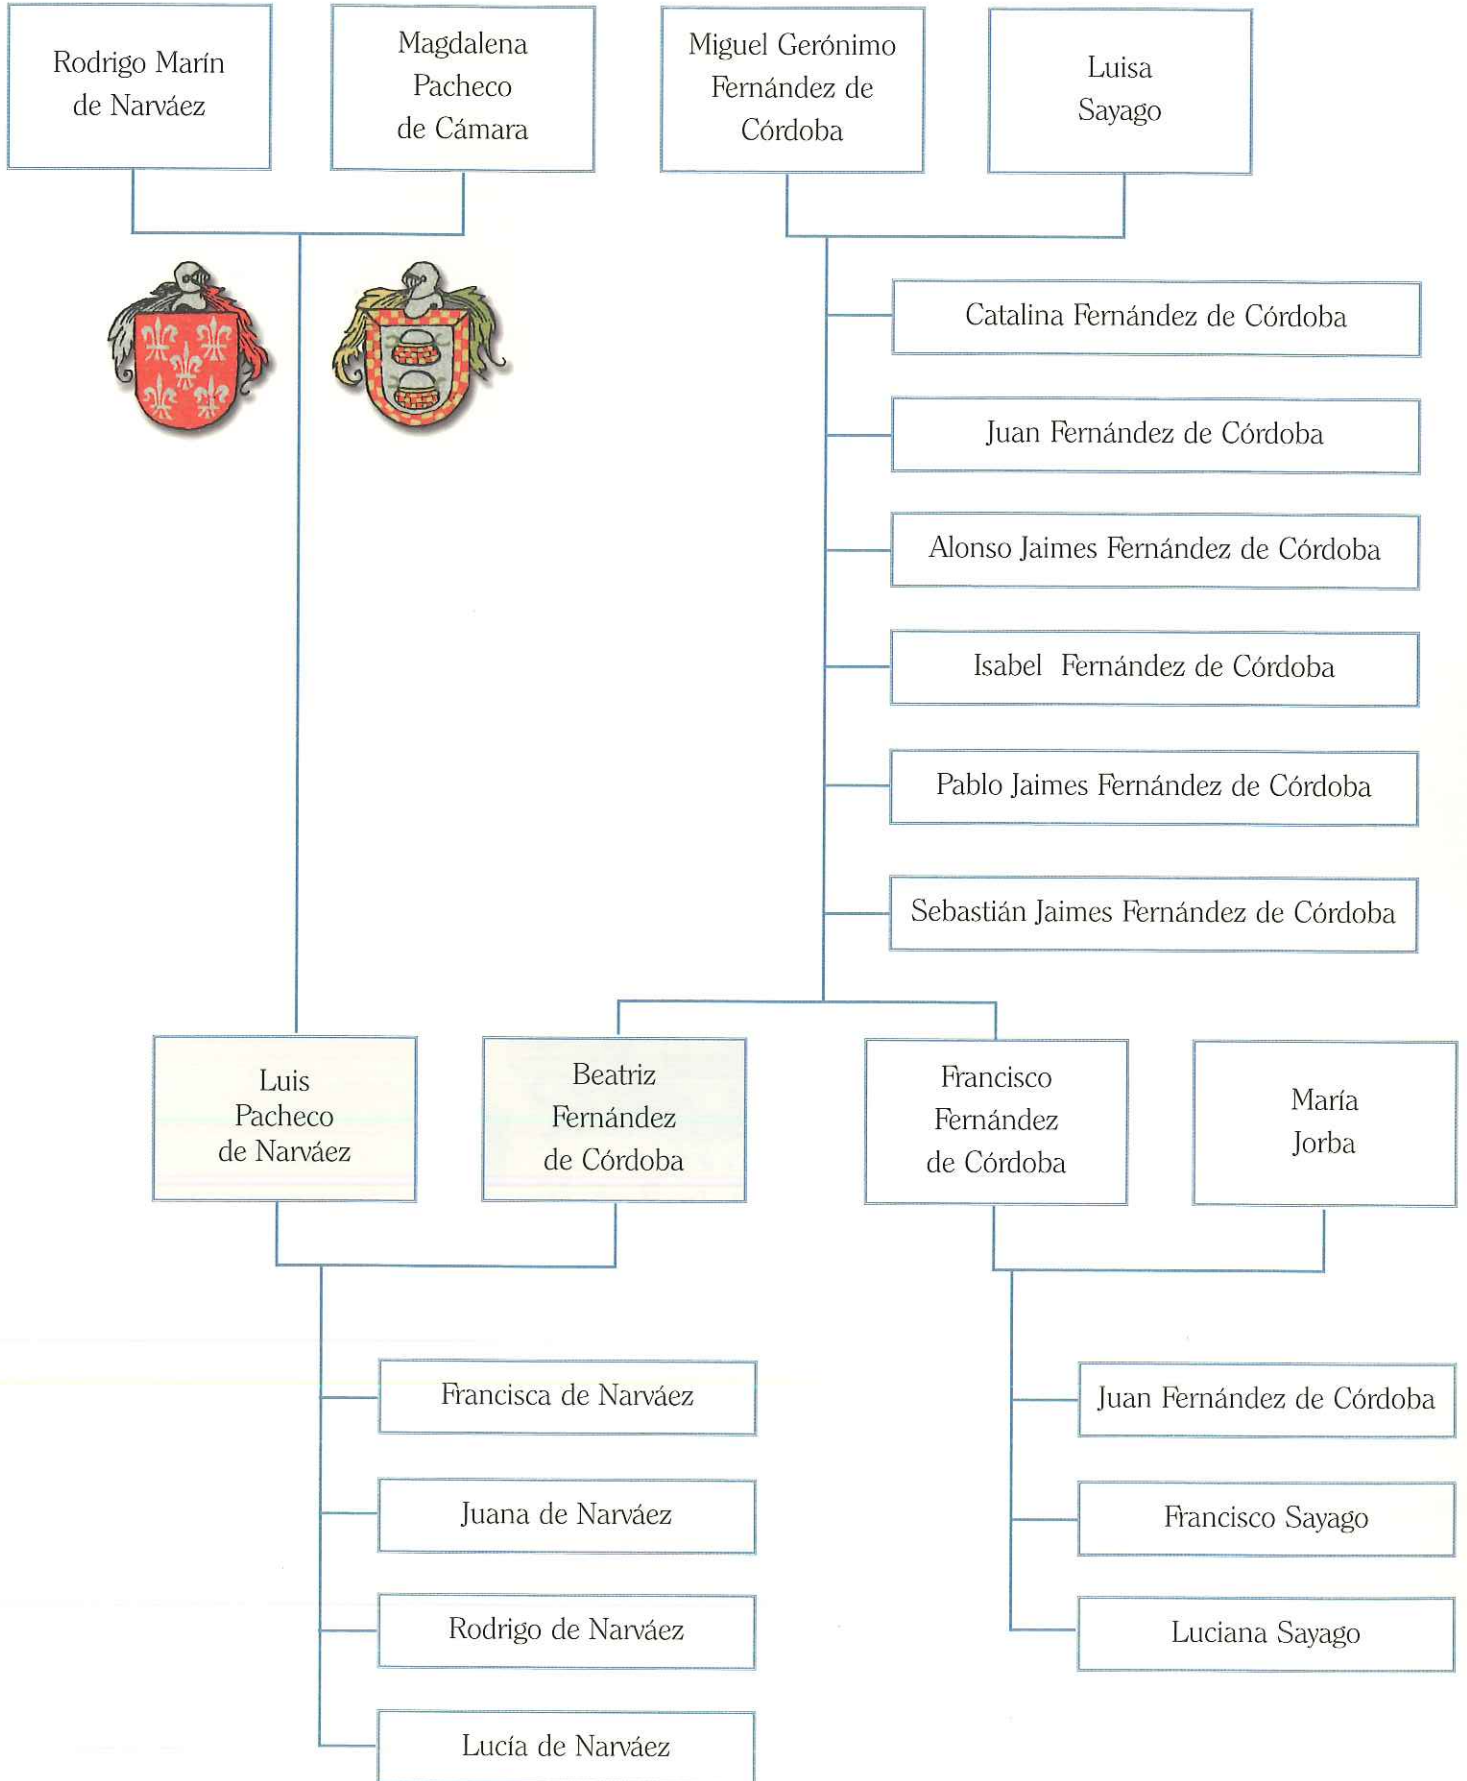 Rodrigo Marín
de Narváez
Magdalena
Pacheco
de Cámara
Miguel Gerónimo
Fernández de
Córdoba
Luisa
Sayago
Catalina Fernández de Córdoba
Juan Fernández de Córdoba
Alonso Jaimes Fernández de Córdoba
Isabel Fernández de Córdoba
Pablo Jaimes Fernández de Córdoba
Sebastián Jaimes Fernández de Córdoba
Luis
Pacheco
de Narváez
Beatriz
Fernández
de Córdoba
Francisco
Fernández
de Córdoba
María
Jorba
Francisca de Narváez
Juana de Narváez
Rodrigo de Narváez
Lucía de Narváez
Juan Fernández de Córdoba
Francisco Sayago
Luciana Sayago